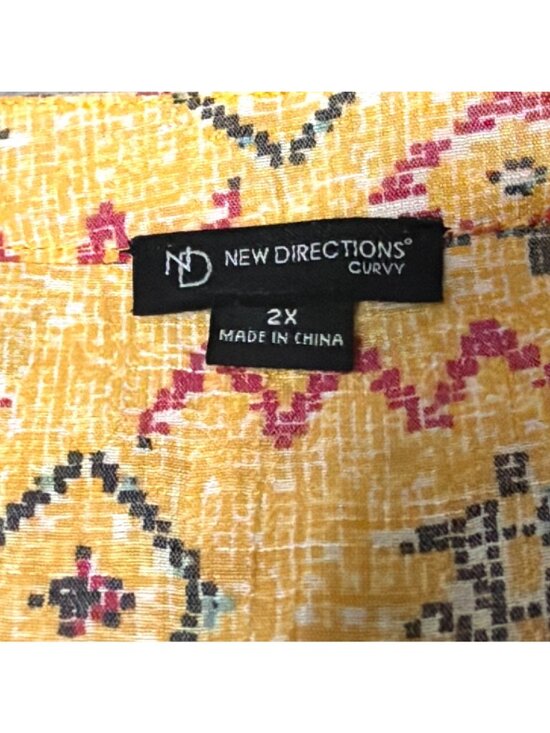 ND NEW DIRECTIONS®
CURVY
2X
MADE IN CHINA